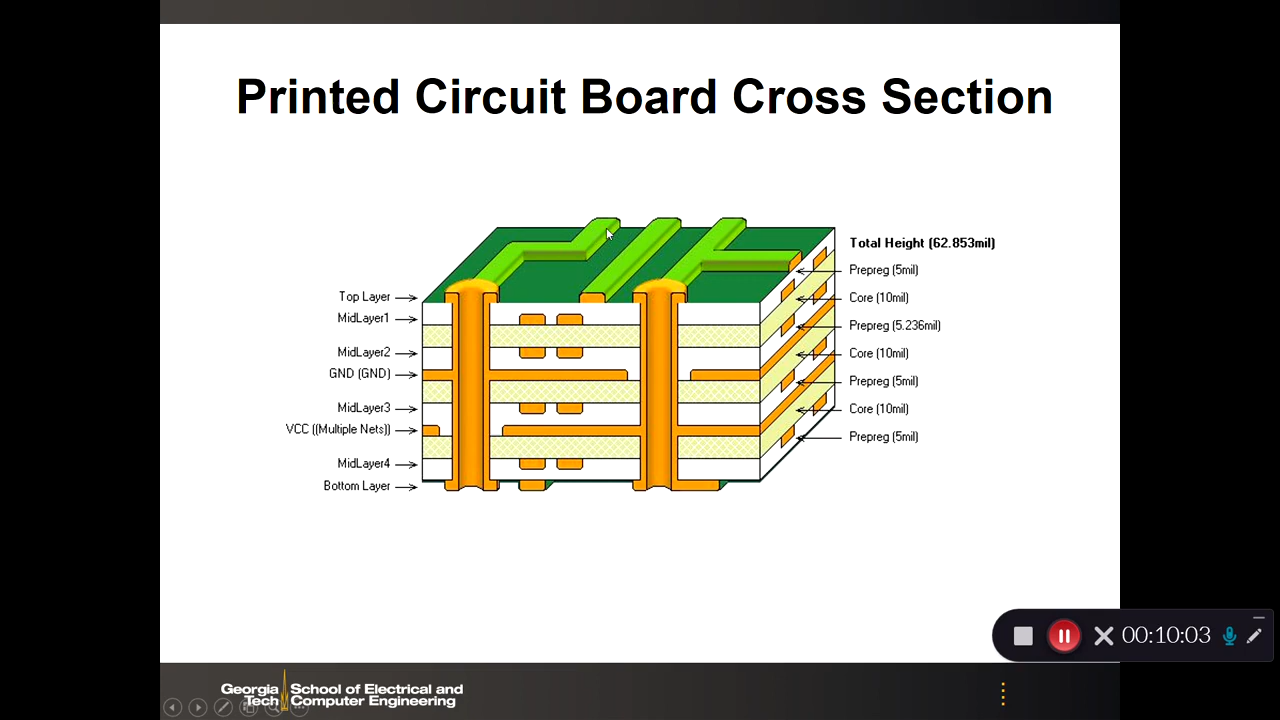 Printed Circuit Board Cross Section
Total Height (62.853mil)
Top Layer
MidLayer1
MidLayer2
GND (GND)
MidLayer3
VCC ((Multiple Nets))
MidLayer4
Bottom Layer
Prepreg (5mil)
Core (10mil)
Prepreg (5.236mil)
Core (10mil)
Prepreg (5mil)
Core (10mil)
Prepreg (5mil)
00:10:03
Georgia Tech
School of Electrical and
Computer Engineering